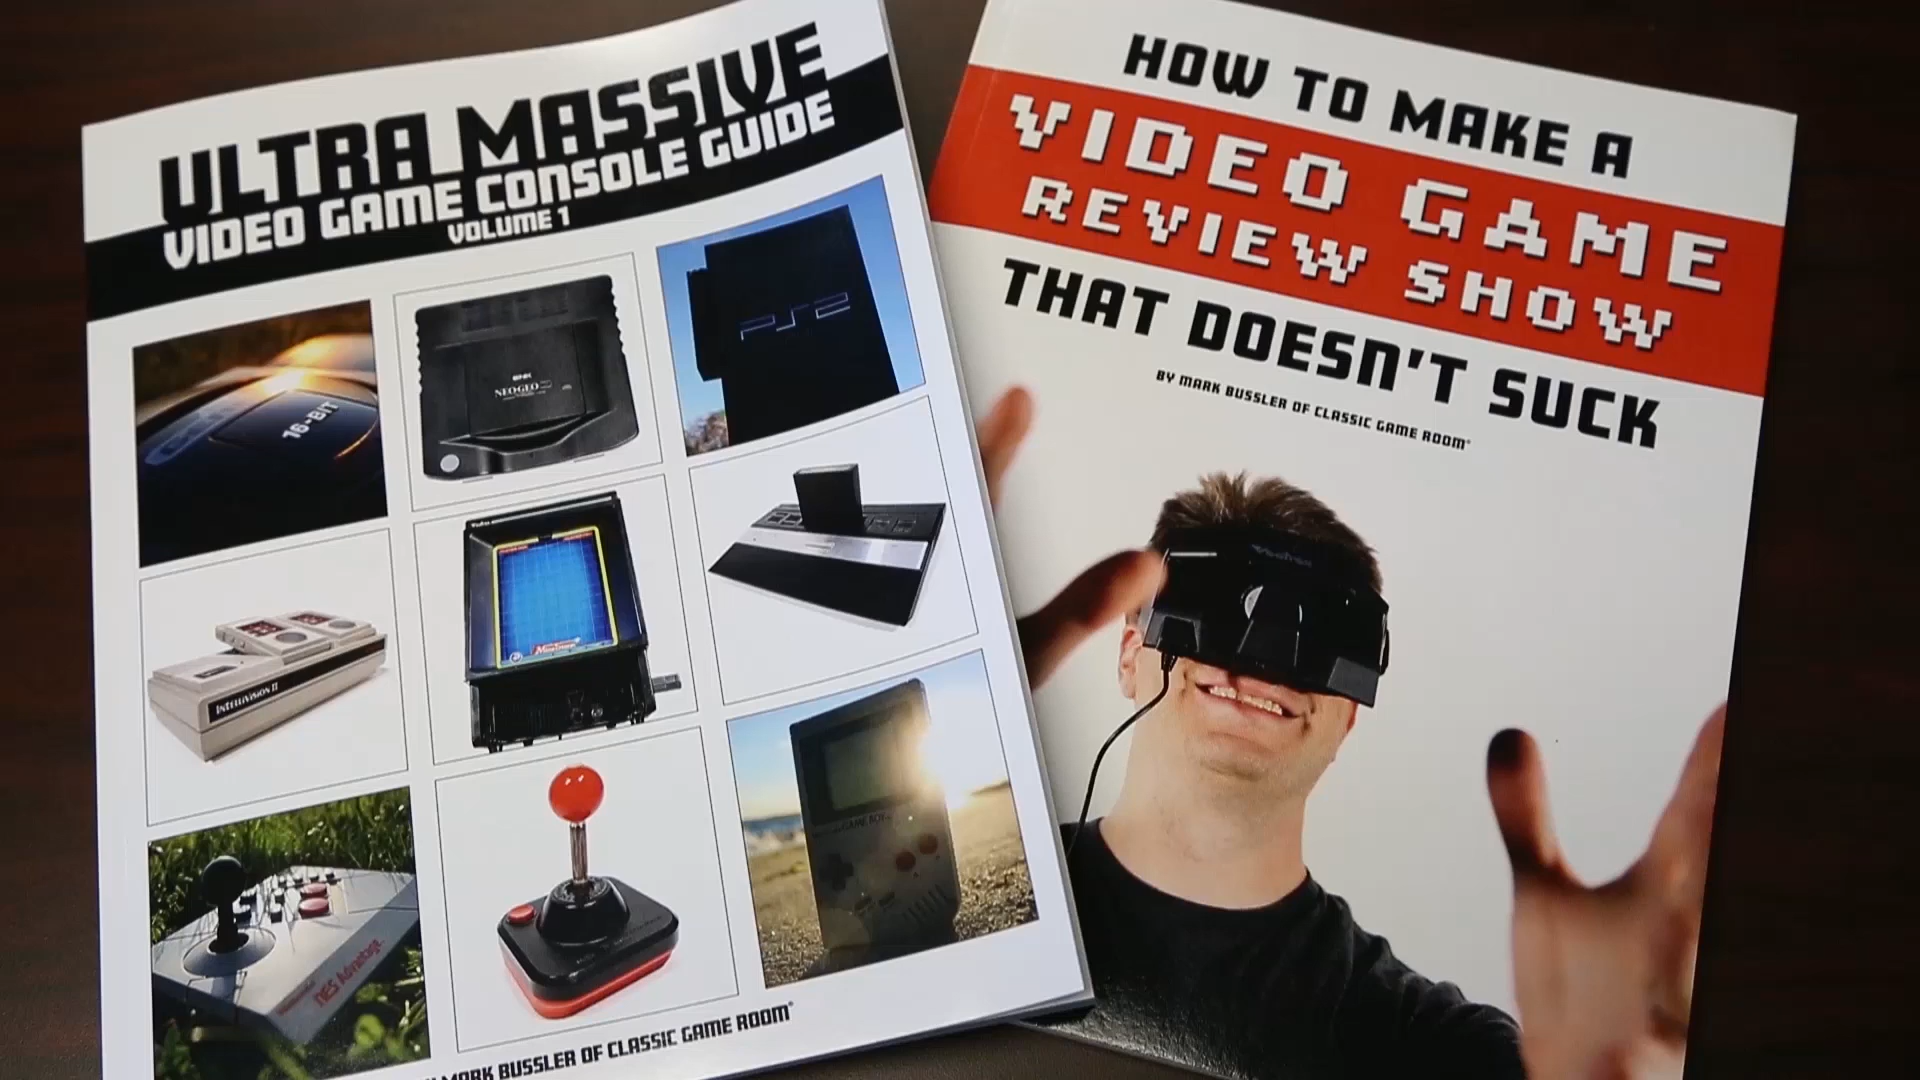 ULTRA MASSIVE
VIDEO GAME CONSOLE GUIDE
VOLUME 1
16-BIT
SNK
NEOGEO
PS2
INTELLIVISION II
GAME BOY
NES Advantage
MARK BUSSLER OF CLASSIC GAME ROOM®
HOW TO MAKE A
VIDEO GAME
REVIEW SHOW
THAT DOESN'T SUCK
BY MARK BUSSLER OF CLASSIC GAME ROOM®